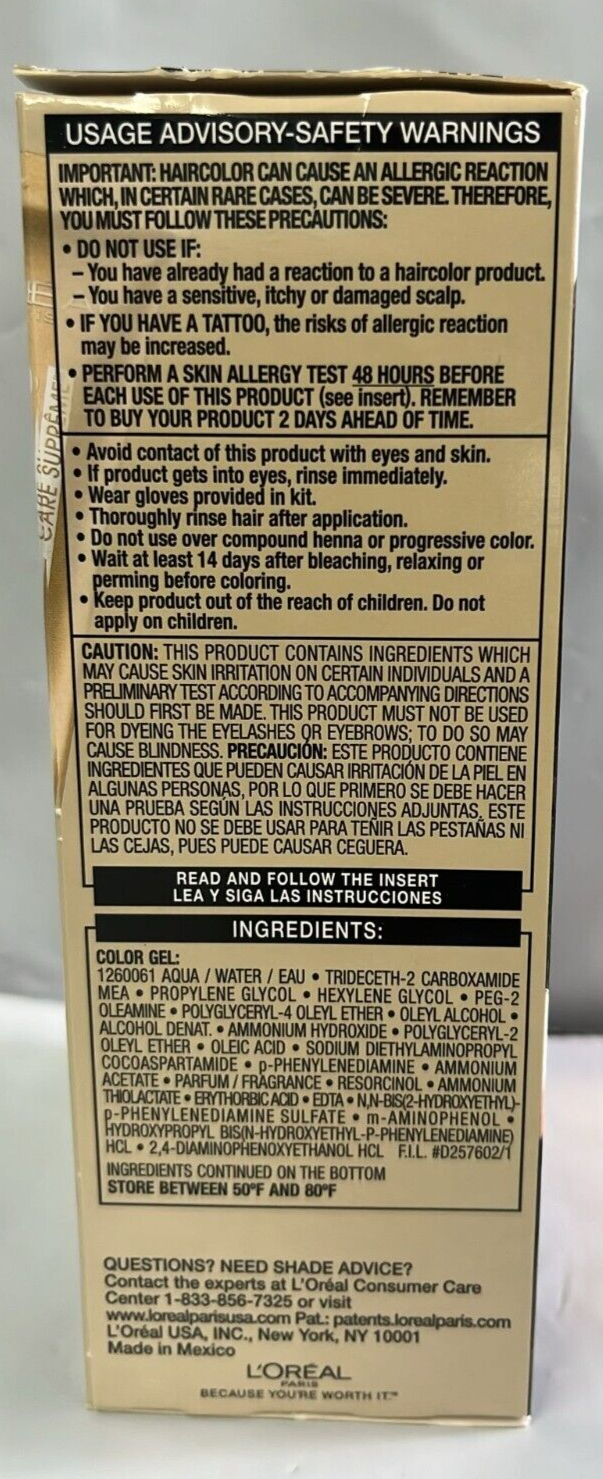 USAGE ADVISORY-SAFETY WARNINGS
IMPORTANT: HAIRCOLOR CAN CAUSE AN ALLERGIC REACTION
WHICH, IN CERTAIN RARE CASES, CAN BE SEVERE. THEREFORE,
YOU MUST FOLLOW THESE PRECAUTIONS:
• DO NOT USE IF:
– You have already had a reaction to a haircolor product.
– You have a sensitive, itchy or damaged scalp.
• IF YOU HAVE A TATTOO, the risks of allergic reaction
may be increased.
• PERFORM A SKIN ALLERGY TEST 48 HOURS BEFORE
EACH USE OF THIS PRODUCT (see insert). REMEMBER
TO BUY YOUR PRODUCT 2 DAYS AHEAD OF TIME.
• Avoid contact of this product with eyes and skin.
• If product gets into eyes, rinse immediately.
• Wear gloves provided in kit.
• Thoroughly rinse hair after application.
• Do not use over compound henna or progressive color.
• Wait at least 14 days after bleaching, relaxing or
perming before coloring.
• Keep product out of the reach of children. Do not
apply on children.
CAUTION: THIS PRODUCT CONTAINS INGREDIENTS WHICH
MAY CAUSE SKIN IRRITATION ON CERTAIN INDIVIDUALS AND A
PRELIMINARY TEST ACCORDING TO ACCOMPANYING DIRECTIONS
SHOULD FIRST BE MADE. THIS PRODUCT MUST NOT BE USED
FOR DYEING THE EYELASHES OR EYEBROWS; TO DO SO MAY
CAUSE BLINDNESS. PRECAUCIÓN: ESTE PRODUCTO CONTIENE
INGREDIENTES QUE PUEDEN CAUSAR IRRITACIÓN DE LA PIEL EN
ALGUNAS PERSONAS, POR LO QUE PRIMERO SE DEBE HACER
UNA PRUEBA SEGÚN LAS INSTRUCCIONES ADJUNTAS. ESTE
PRODUCTO NO SE DEBE USAR PARA TEÑIR LAS PESTAÑAS NI
LAS CEJAS, PUES PUEDE CAUSAR CEGUERA.
READ AND FOLLOW THE INSERT
LEA Y SIGA LAS INSTRUCCIONES
INGREDIENTS:
COLOR GEL:
1260061 AQUA / WATER / EAU • TRIDECETH-2 CARBOXAMIDE
MEA • PROPYLENE GLYCOL • HEXYLENE GLYCOL • PEG-2
OLEAMINE • POLYGLYCERYL-4 OLEYL ETHER • OLEYL ALCOHOL •
ALCOHOL DENAT. • AMMONIUM HYDROXIDE • POLYGLYCERYL-2
OLEYL ETHER • OLEIC ACID • SODIUM DIETHYLAMINOPROPYL
COCOASPARTAMIDE • p-PHENYLENEDIAMINE • AMMONIUM
ACETATE • PARFUM / FRAGRANCE • RESORCINOL • AMMONIUM
THIOLACTATE • ERYTHORBIC ACID • EDTA • N,N-BIS(2-HYDROXYETHYL)-
p-PHENYLENEDIAMINE SULFATE • m-AMINOPHENOL •
HYDROXYPROPYL BIS(N-HYDROXYETHYL-P-PHENYLENEDIAMINE)
HCL • 2,4-DIAMINOPHENOXYETHANOL HCL F.I.L. #D257602/1
INGREDIENTS CONTINUED ON THE BOTTOM
STORE BETWEEN 50°F AND 80°F
QUESTIONS? NEED SHADE ADVICE?
Contact the experts at L'Oréal Consumer Care
Center 1-833-856-7325 or visit
www.lorealparisusa.com Pat.: patents.lorealparis.com
L'Oréal USA, INC., New York, NY 10001
Made in Mexico
L'ORÉAL
PARIS
BECAUSE YOU'RE WORTH IT.™
CARE SUPRÊME